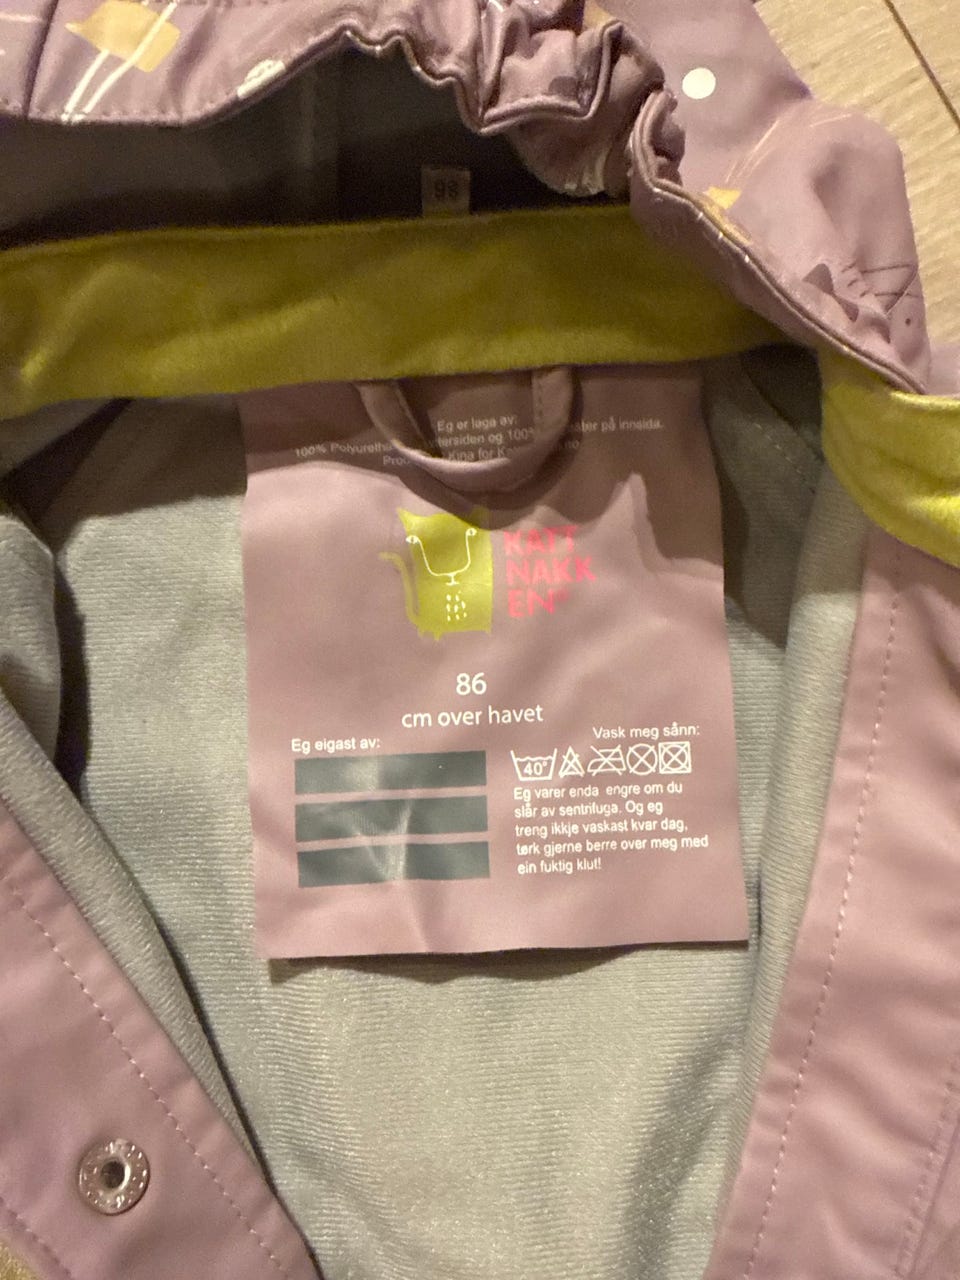 98
Eg er laga av:
100% på innsida.
KATT
NAKK
EN®
86
cm over havet
Eg eigast av:
Vask meg sånn:
40°
Eg varer enda engre om du
slår av sentrifuga. Og eg
treng ikkje vaskast kvar dag,
tørk gjerne berre over meg med
ein fuktig klut!